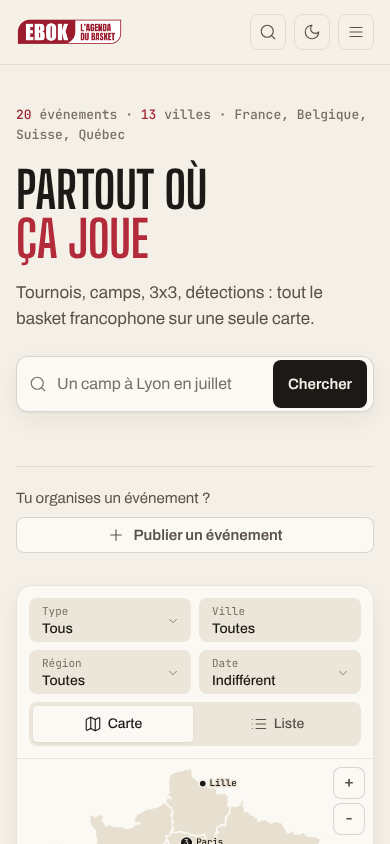 EBOK L'AGENDA
DU BASKET
20 événements · 13 villes · France, Belgique,
Suisse, Québec
PARTOUT OÙ
ÇA JOUE
Tournois, camps, 3x3, détections : tout le
basket francophone sur une seule carte.
Un camp à Lyon en juillet
Chercher
Tu organises un événement ?
+ Publier un événement
Type
Tous
Ville
Toutes
Région
Toutes
Date
Indifférent
Carte
Liste
Lille
+
-
3 Paris